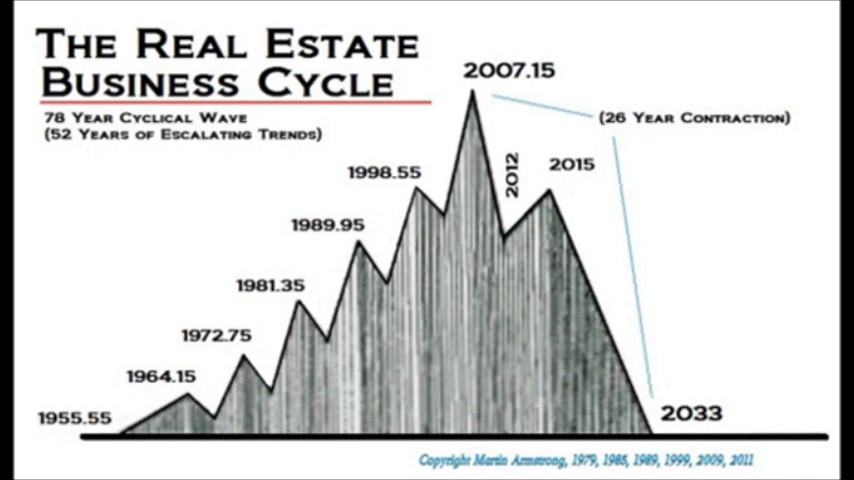 The Real Estate
Business Cycle
78 Year Cyclical Wave
(52 Years of Escalating Trends)
2007.15
(26 Year Contraction)
1998.55
2012
2015
1989.95
1981.35
1972.75
1964.15
1955.55
2033
Copyright Martin Armstrong, 1979, 1985, 1989, 1999, 2009, 2011